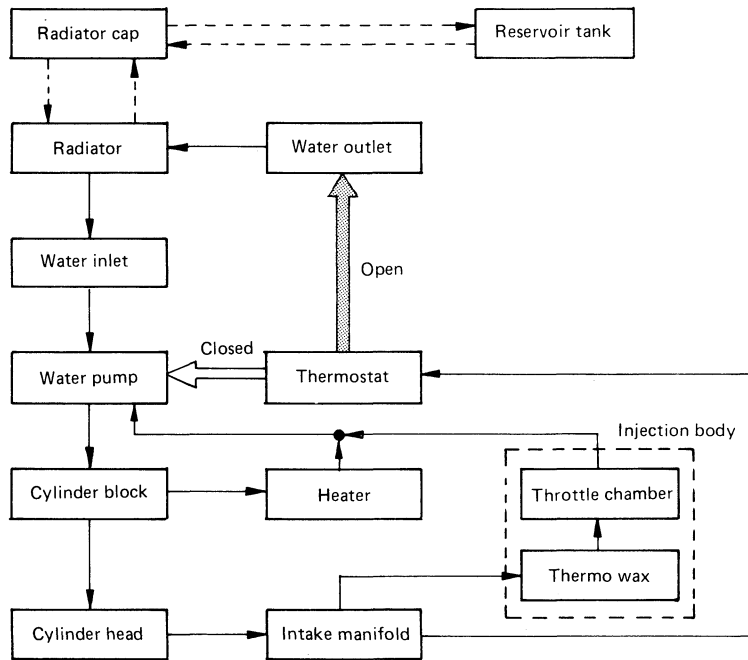 Radiator cap
Reservoir tank
Radiator
Water outlet
Water inlet
Open
Closed
Water pump
Thermostat
Injection body
Cylinder block
Heater
Throttle chamber
Thermo wax
Cylinder head
Intake manifold